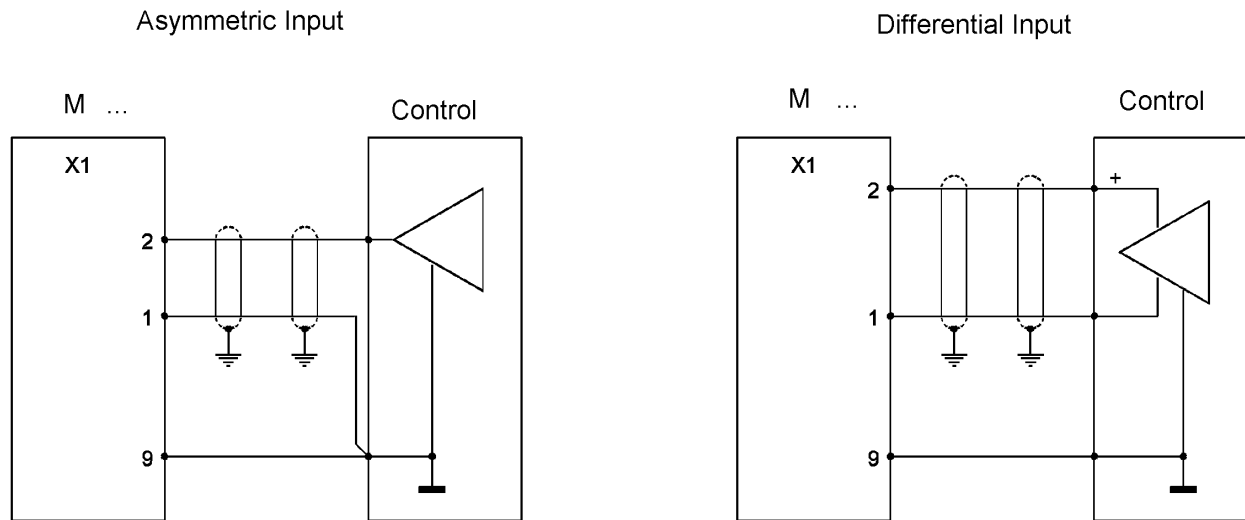 Asymmetric Input
M ...
Control
X1
2
1
9
Differential Input
M ...
Control
X1
2
+
1
9